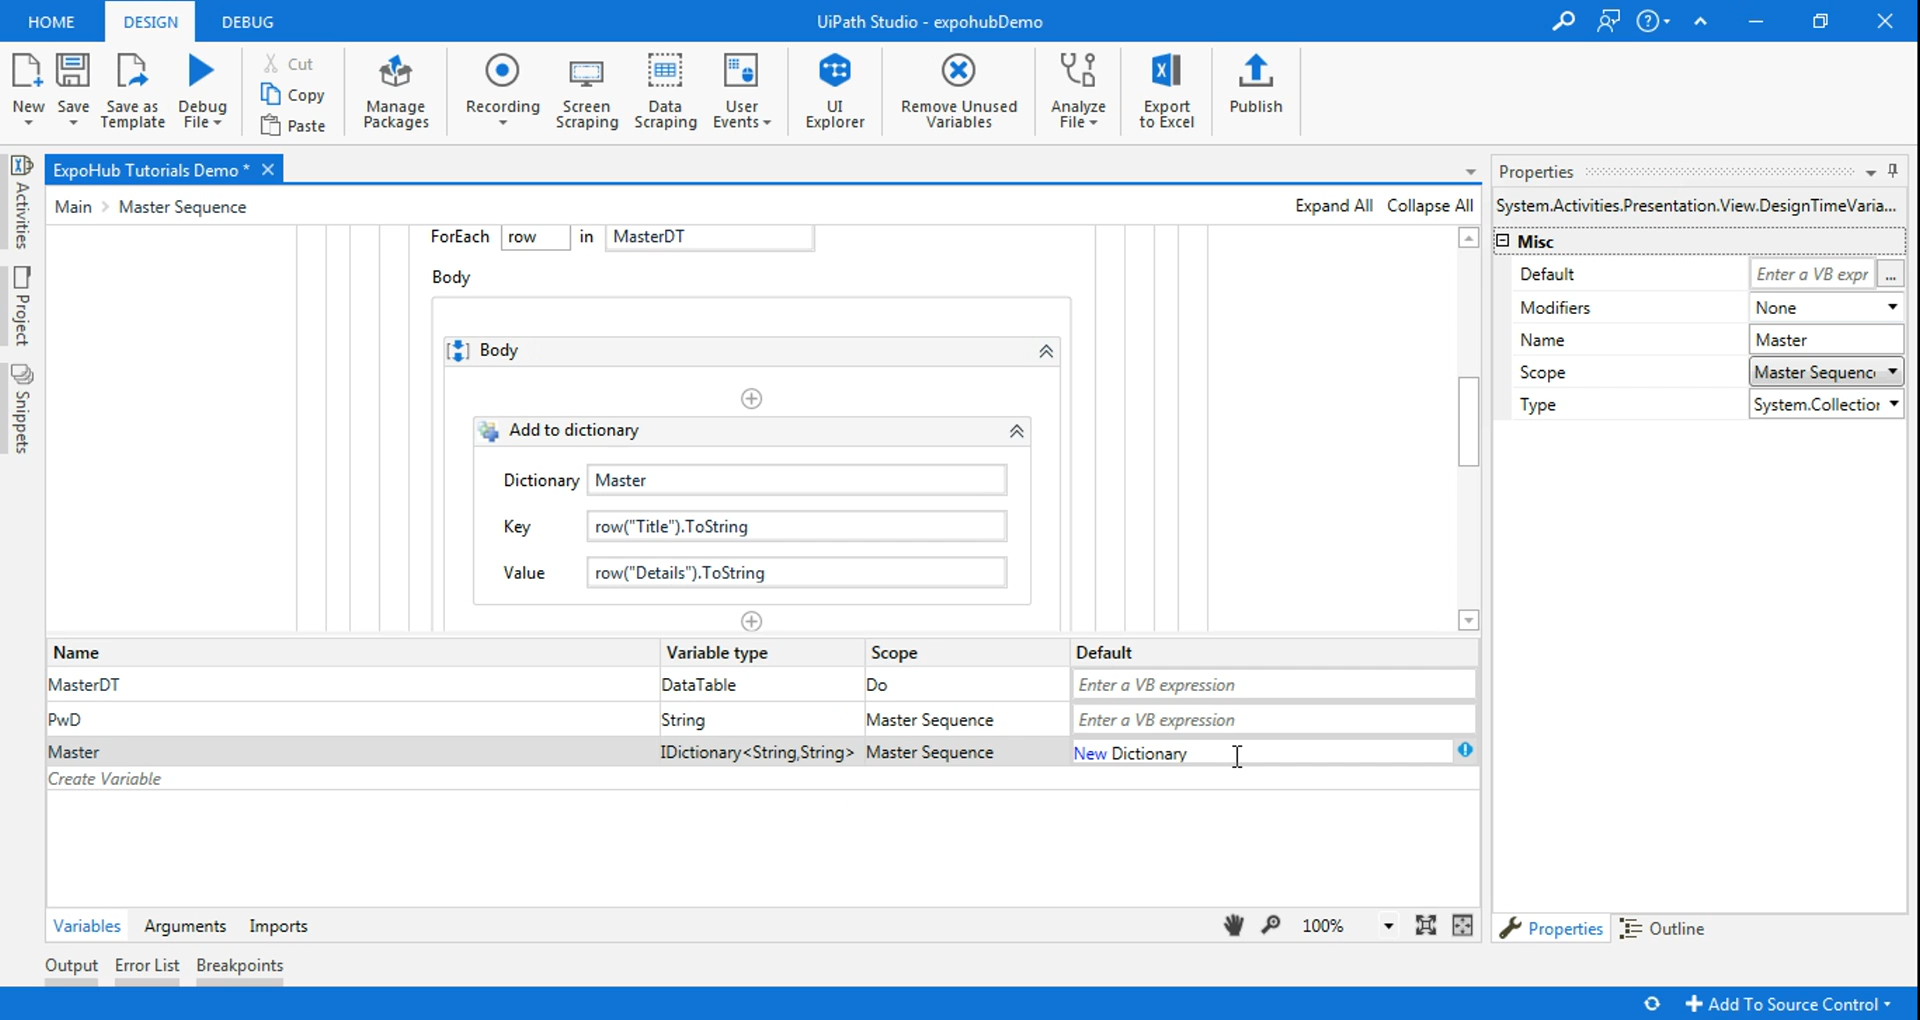 HOME DESIGN DEBUG UiPath Studio - expohubDemo
New Save Save as Template Debug File Cut Copy Paste Manage Packages Recording Screen Scraping Data Scraping User Events UI Explorer Remove Unused Variables Analyze File Export to Excel Publish
Activities
Project
Snippets
ExpoHub Tutorials Demo *
Main > Master Sequence Expand All Collapse All
ForEach row in MasterDT
Body
Body
Add to dictionary
Dictionary Master
Key row("Title").ToString
Value row("Details").ToString
Name Variable type Scope Default
MasterDT DataTable Do Enter a VB expression
PwD String Master Sequence Enter a VB expression
Master IDictionary<String,String> Master Sequence New Dictionary
Create Variable
Variables Arguments Imports 100%
Properties
System.Activities.Presentation.View.DesignTimeVaria...
Misc
Default Enter a VB expr ...
Modifiers None
Name Master
Scope Master Sequenc
Type System.Collection
Properties Outline
Output Error List Breakpoints
Add To Source Control